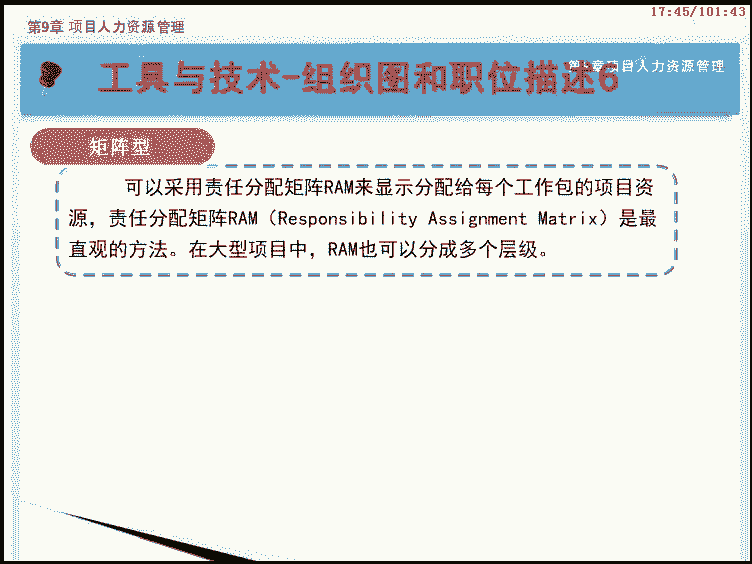 17:45/101:43
第9章 项目人力资源管理
第9章项目人力资源管理
工具与技术-组织图和职位描述6
矩阵型
可以采用责任分配矩阵RAM来显示分配给每个工作包的项目资
源，责任分配矩阵RAM（Responsibility Assignment Matrix）是最
直观的方法。在大型项目中，RAM也可以分成多个层级。